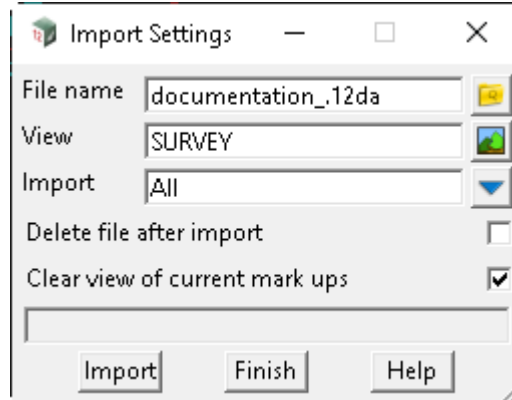 Import Settings
File name documentation_.12da
View SURVEY
Import All
Delete file after import
Clear view of current mark ups
Import Finish Help